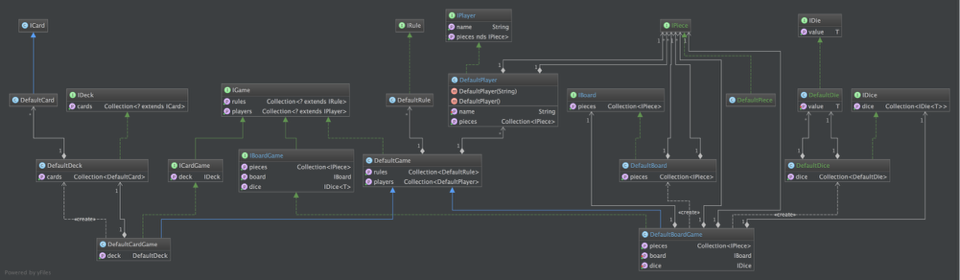 IPlayer
name String
pieces
ICard
IRule
IPiece
IDie
value T
DefaultCard
IDeck
cards Collection<? extends ICard>
IGame
rules Collection<? extends IRule>
players Collection<? extends IPlayer>
DefaultRule
DefaultPlayer
DefaultPlayer(String)
DefaultPlayer()
name String
pieces Collection<IPiece>
IBoard
pieces Collection<IPiece>
DefaultPiece
DefaultDie
value T
IDice
dice Collection<IDie<T>>
DefaultDeck
cards Collection<DefaultCard>
ICardGame
deck IDeck
IBoardGame
pieces Collection<IPiece>
board IBoard
dice IDice<T>
DefaultGame
rules Collection<DefaultRule>
players Collection<DefaultPlayer>
DefaultBoard
pieces Collection<IPiece>
DefaultDice
dice Collection<DefaultDie>
«create»
«create»
«create»
DefaultCardGame
deck DefaultDeck
DefaultBoardGame
pieces Collection<IPiece>
board IBoard
dice IDice
Powered by yFiles